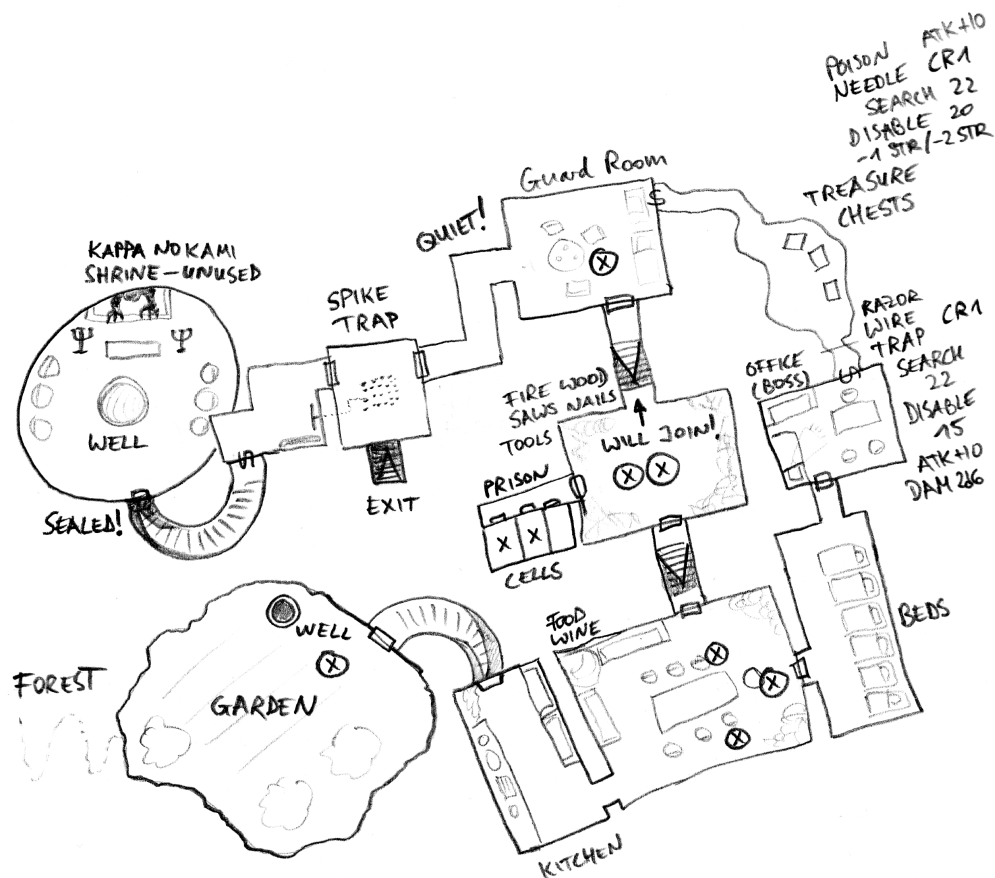 POISON ATK+10
NEEDLE CR1
SEARCH 22
DISABLE 20
-1 STR/-2 STR
TREASURE
CHESTS
Guard Room
S
QUIET!
KAPPA NO KAMI
SHRINE-UNUSED
SPIKE
TRAP
WELL
SEALED!
S
EXIT
RAZOR
WIRE CR1
TRAP
SEARCH
22
DISABLE
15
ATK+10
DAM 2d6
OFFICE
(BOSS)
S
FIRE WOOD
SAWS NAILS
TOOLS
WILL JOIN!
X X
PRISON
X X
CELLS
X
FOOD
WINE
X
X
X
BEDS
WELL
X
FOREST
GARDEN
KITCHEN